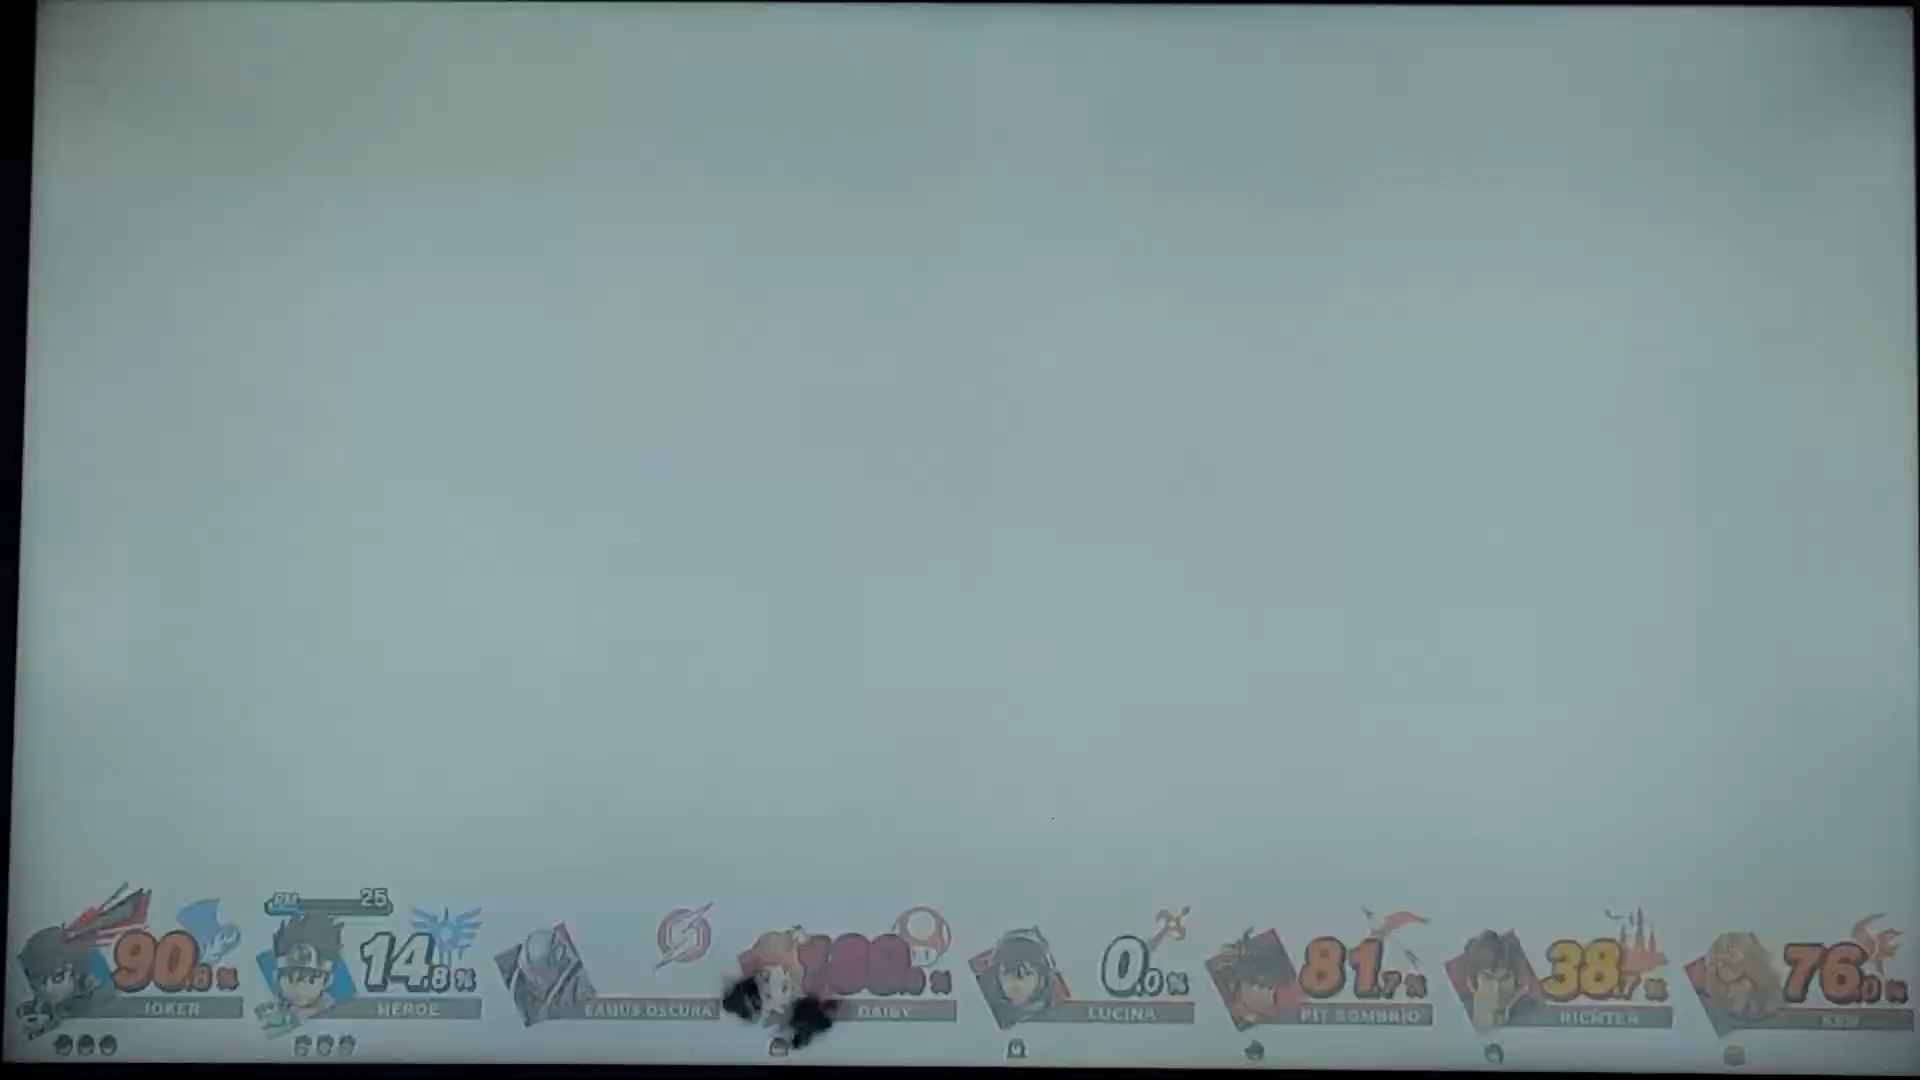 PM 25
90.8%
JOKER
14.8%
HÉROE
SAMUS OSCURA
DAISY
0.0%
LUCINA
81.7%
PIT SOMBRÍO
38.7%
RICHTER
76.0%
KEN